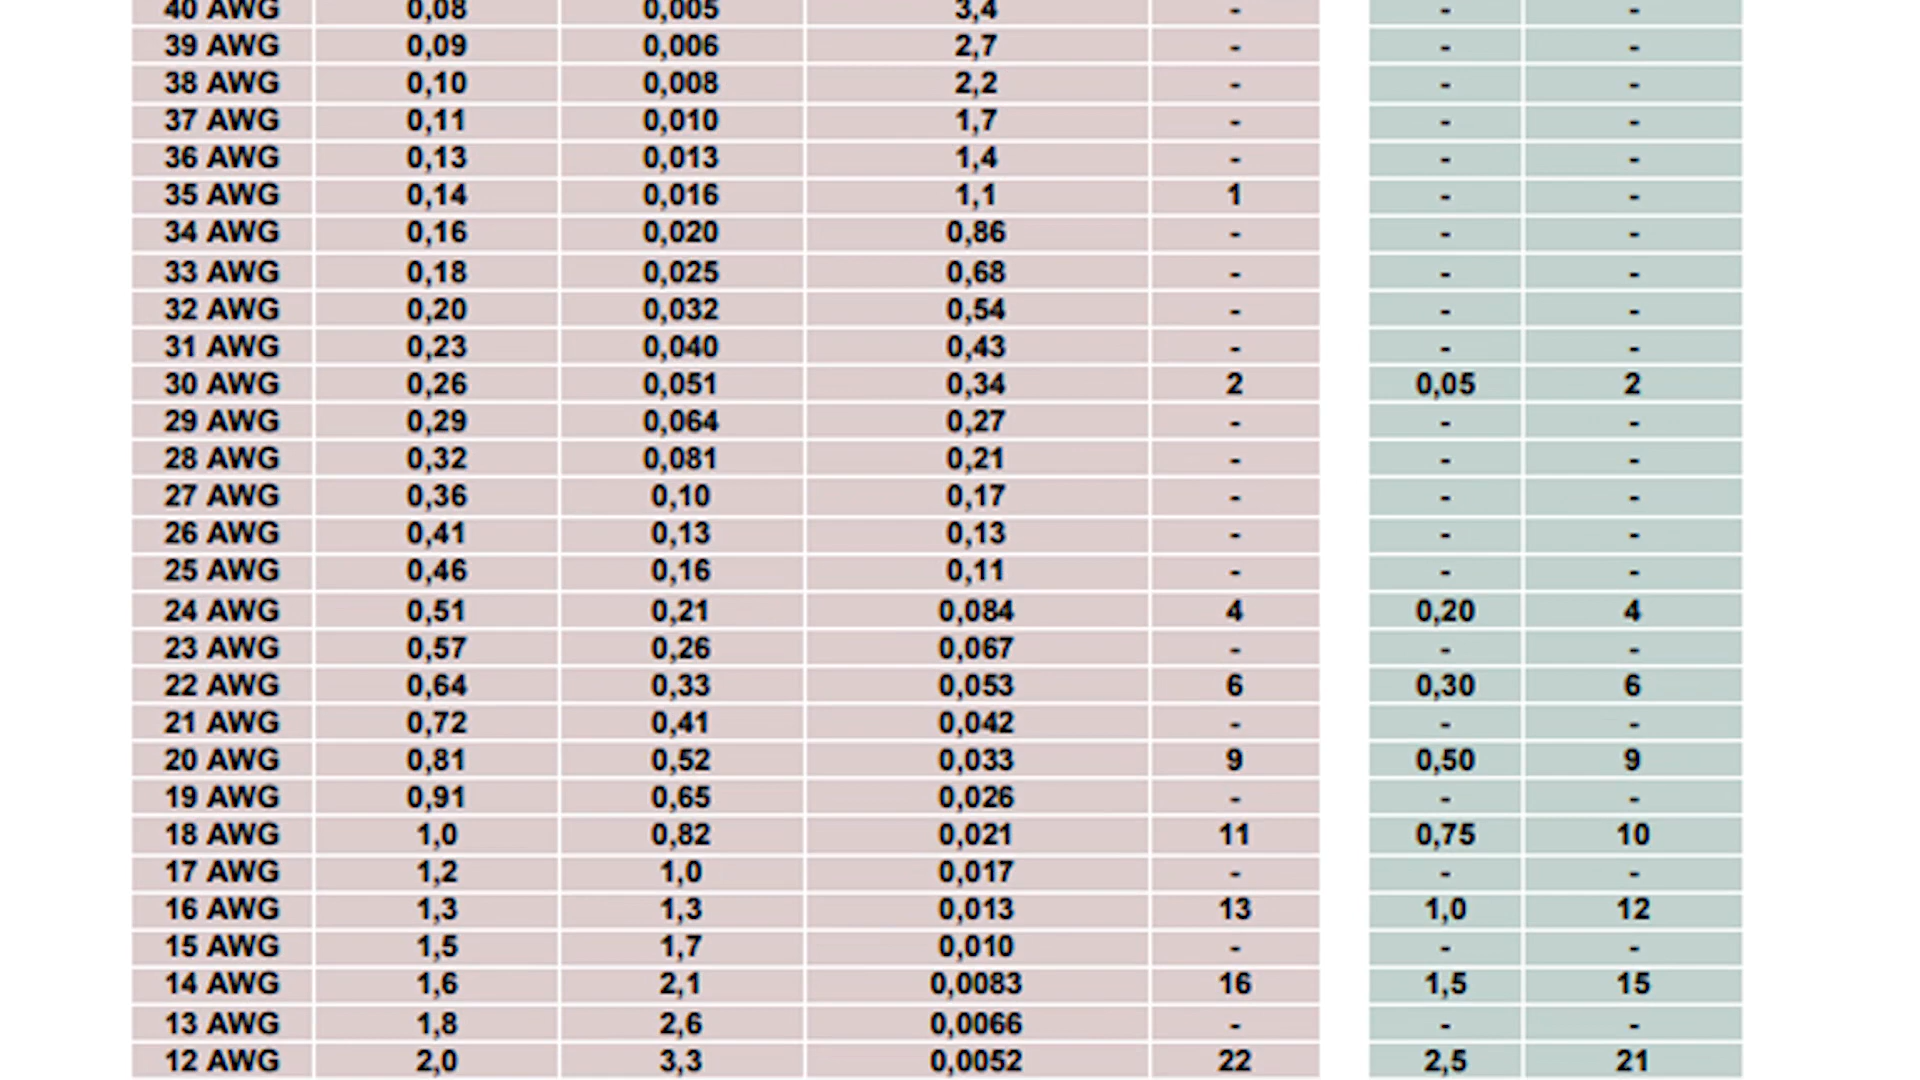 40 AWG 0,08 0,005 3,4 - - -
39 AWG 0,09 0,006 2,7 - - -
38 AWG 0,10 0,008 2,2 - - -
37 AWG 0,11 0,010 1,7 - - -
36 AWG 0,13 0,013 1,4 - - -
35 AWG 0,14 0,016 1,1 1 - -
34 AWG 0,16 0,020 0,86 - - -
33 AWG 0,18 0,025 0,68 - - -
32 AWG 0,20 0,032 0,54 - - -
31 AWG 0,23 0,040 0,43 - - -
30 AWG 0,26 0,051 0,34 2 0,05 2
29 AWG 0,29 0,064 0,27 - - -
28 AWG 0,32 0,081 0,21 - - -
27 AWG 0,36 0,10 0,17 - - -
26 AWG 0,41 0,13 0,13 - - -
25 AWG 0,46 0,16 0,11 - - -
24 AWG 0,51 0,21 0,084 4 0,20 4
23 AWG 0,57 0,26 0,067 - - -
22 AWG 0,64 0,33 0,053 6 0,30 6
21 AWG 0,72 0,41 0,042 - - -
20 AWG 0,81 0,52 0,033 9 0,50 9
19 AWG 0,91 0,65 0,026 - - -
18 AWG 1,0 0,82 0,021 11 0,75 10
17 AWG 1,2 1,0 0,017 - - -
16 AWG 1,3 1,3 0,013 13 1,0 12
15 AWG 1,5 1,7 0,010 - - -
14 AWG 1,6 2,1 0,0083 16 1,5 15
13 AWG 1,8 2,6 0,0066 - - -
12 AWG 2,0 3,3 0,0052 22 2,5 21